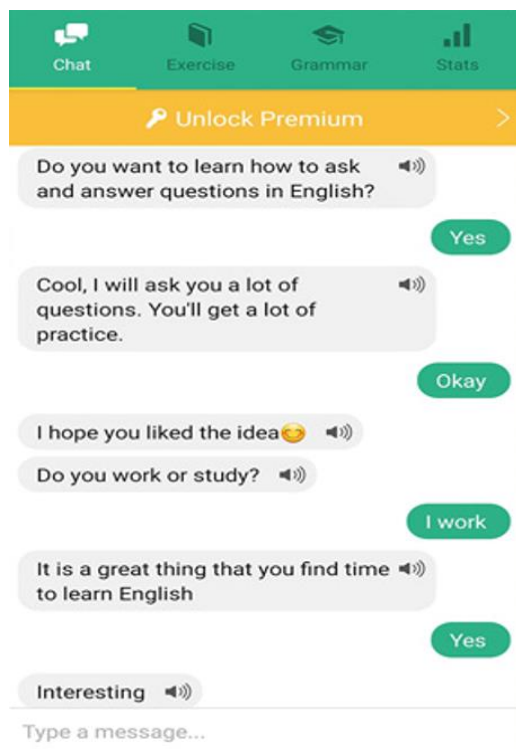 Chat Exercise Grammar Stats
Unlock Premium
Do you want to learn how to ask
and answer questions in English?
Yes
Cool, I will ask you a lot of
questions. You'll get a lot of
practice.
Okay
I hope you liked the idea😊
Do you work or study?
I work
It is a great thing that you find time
to learn English
Yes
Interesting
Type a message...